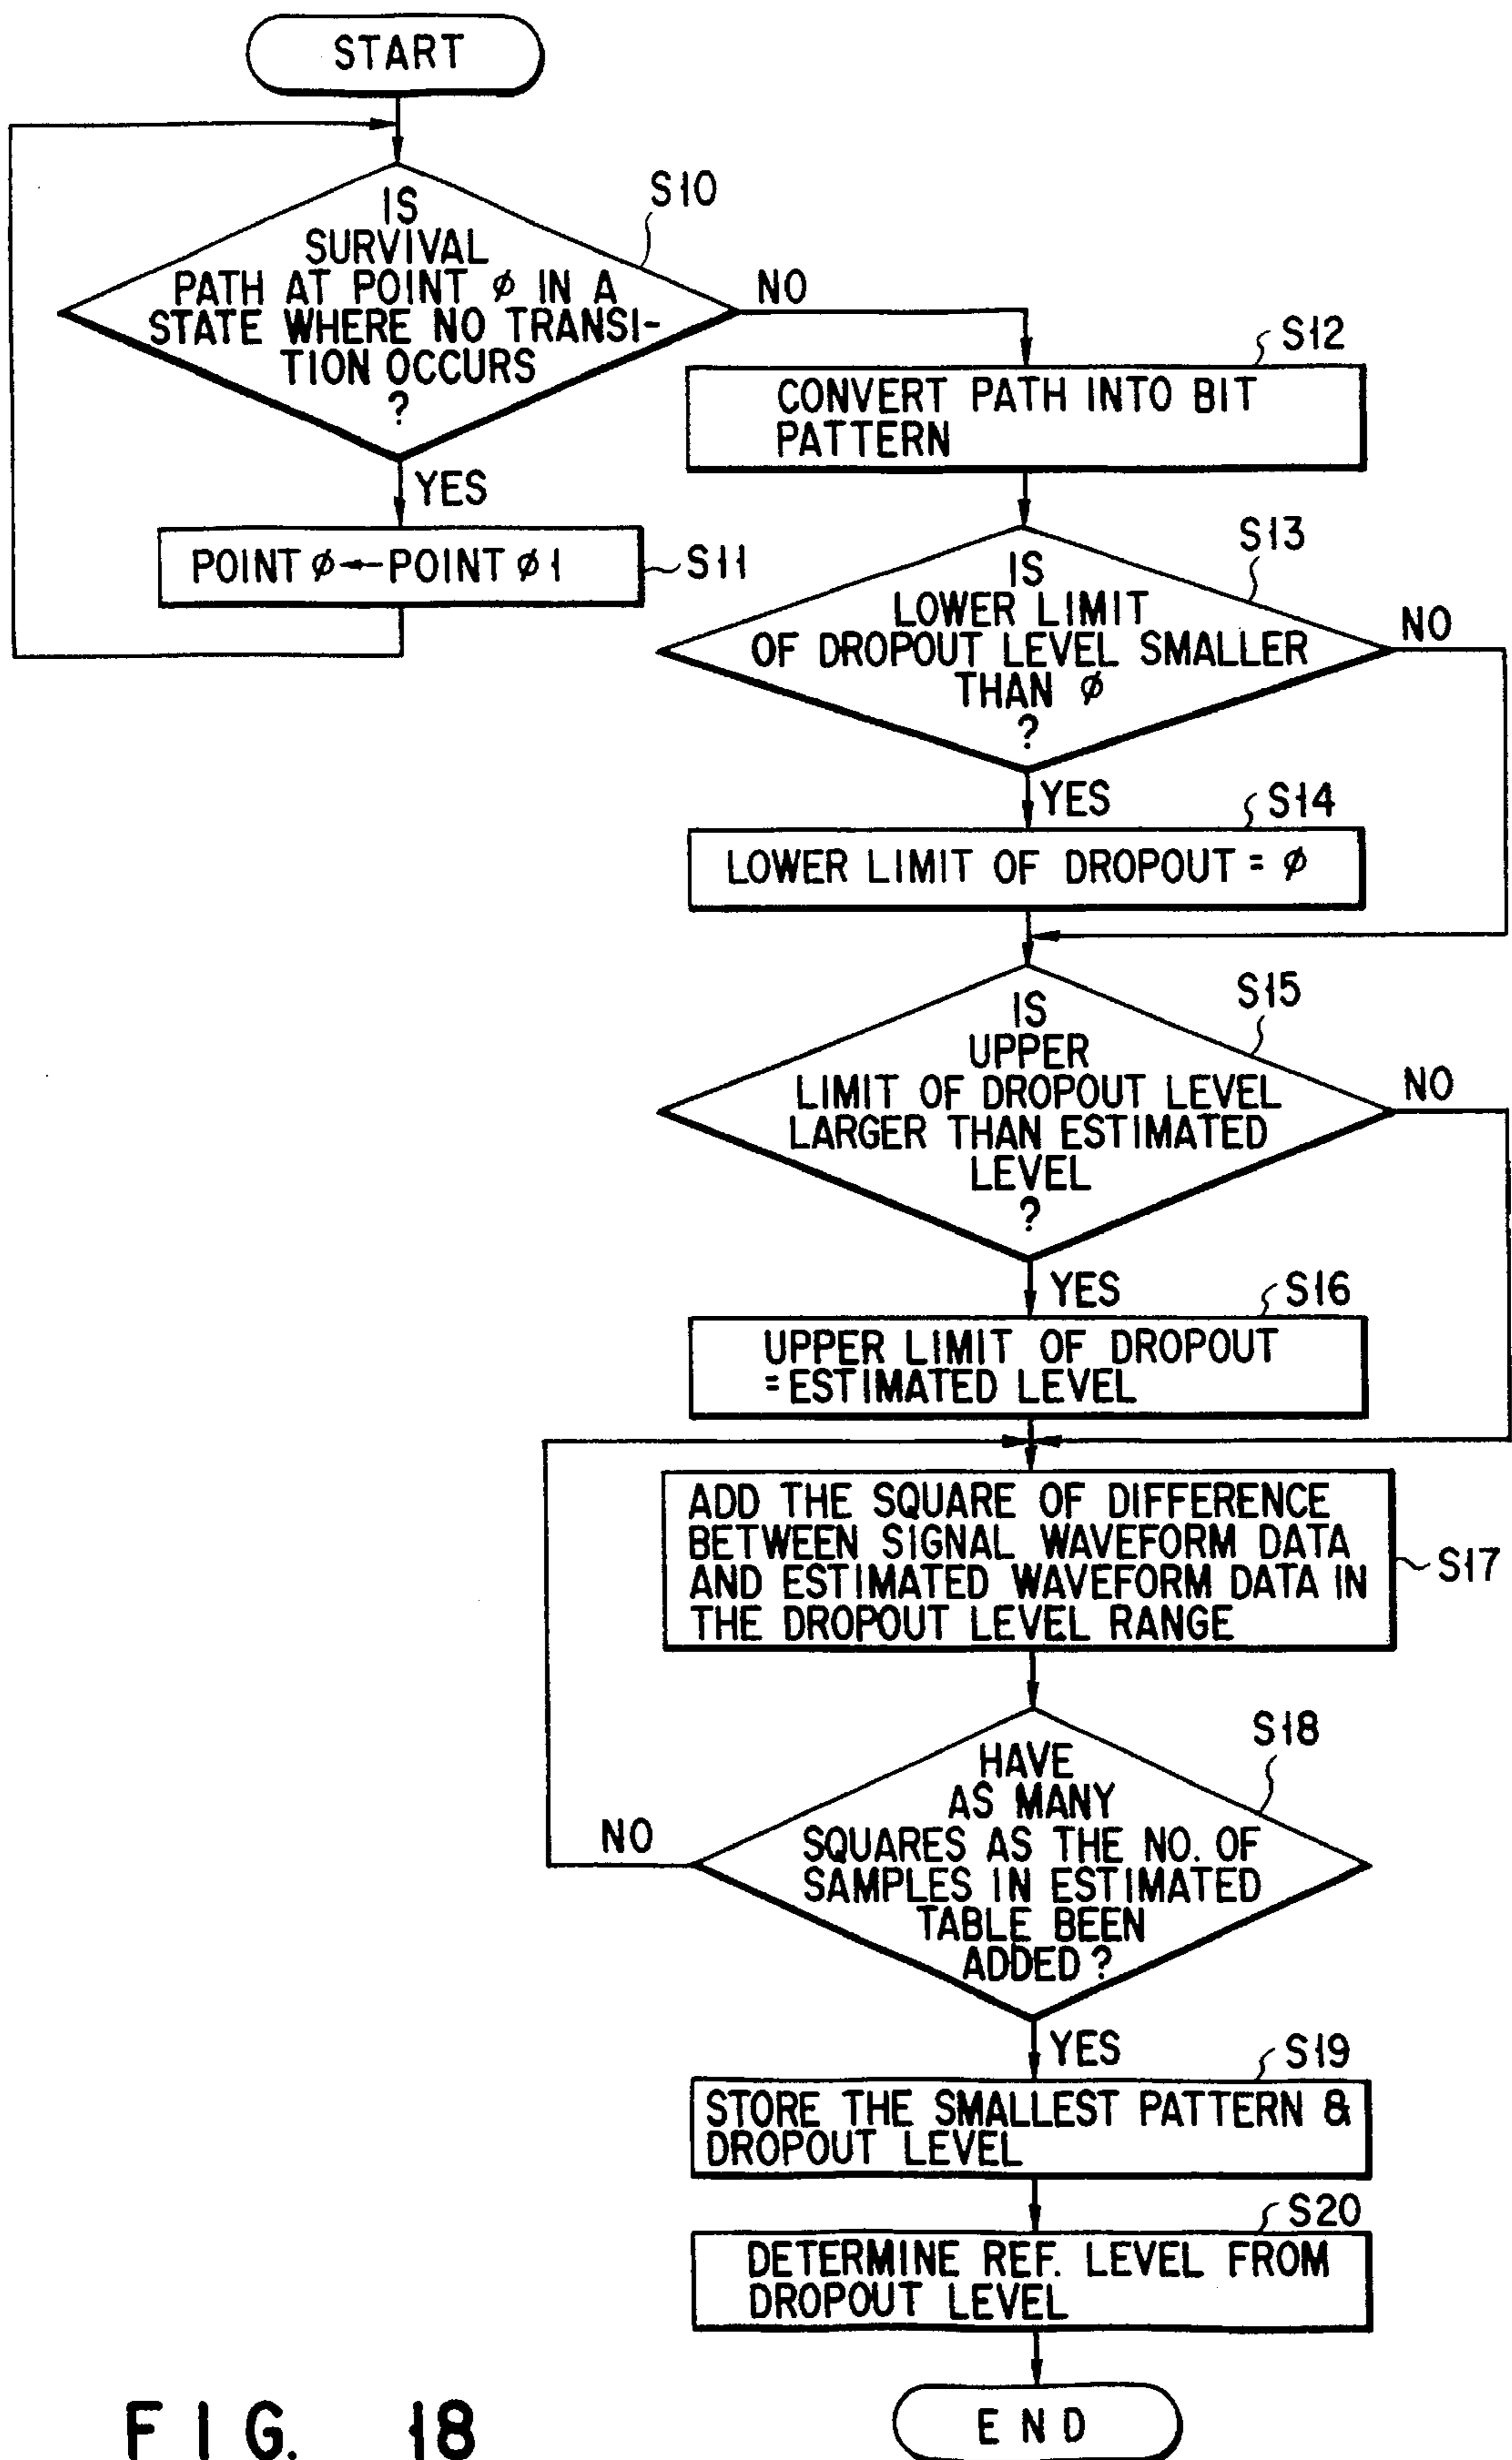 START
S10
IS
SURVIVAL
PATH AT POINT ø IN A
STATE WHERE NO TRANSI-
TION OCCURS
?
NO
YES
POINT ø←POINT ø1
S11
S12
CONVERT PATH INTO BIT
PATTERN
S13
IS
LOWER LIMIT
OF DROPOUT LEVEL SMALLER
THAN ø
?
NO
YES
S14
LOWER LIMIT OF DROPOUT = ø
S15
IS
UPPER
LIMIT OF DROPOUT LEVEL
LARGER THAN ESTIMATED
LEVEL
?
NO
YES
S16
UPPER LIMIT OF DROPOUT
=ESTIMATED LEVEL
ADD THE SQUARE OF DIFFERENCE
BETWEEN SIGNAL WAVEFORM DATA
AND ESTIMATED WAVEFORM DATA IN
THE DROPOUT LEVEL RANGE
S17
S18
HAVE
AS MANY
SQUARES AS THE NO. OF
SAMPLES IN ESTIMATED
TABLE BEEN
ADDED?
NO
YES
S19
STORE THE SMALLEST PATTERN &
DROPOUT LEVEL
S20
DETERMINE REF. LEVEL FROM
DROPOUT LEVEL
END
FIG. 18